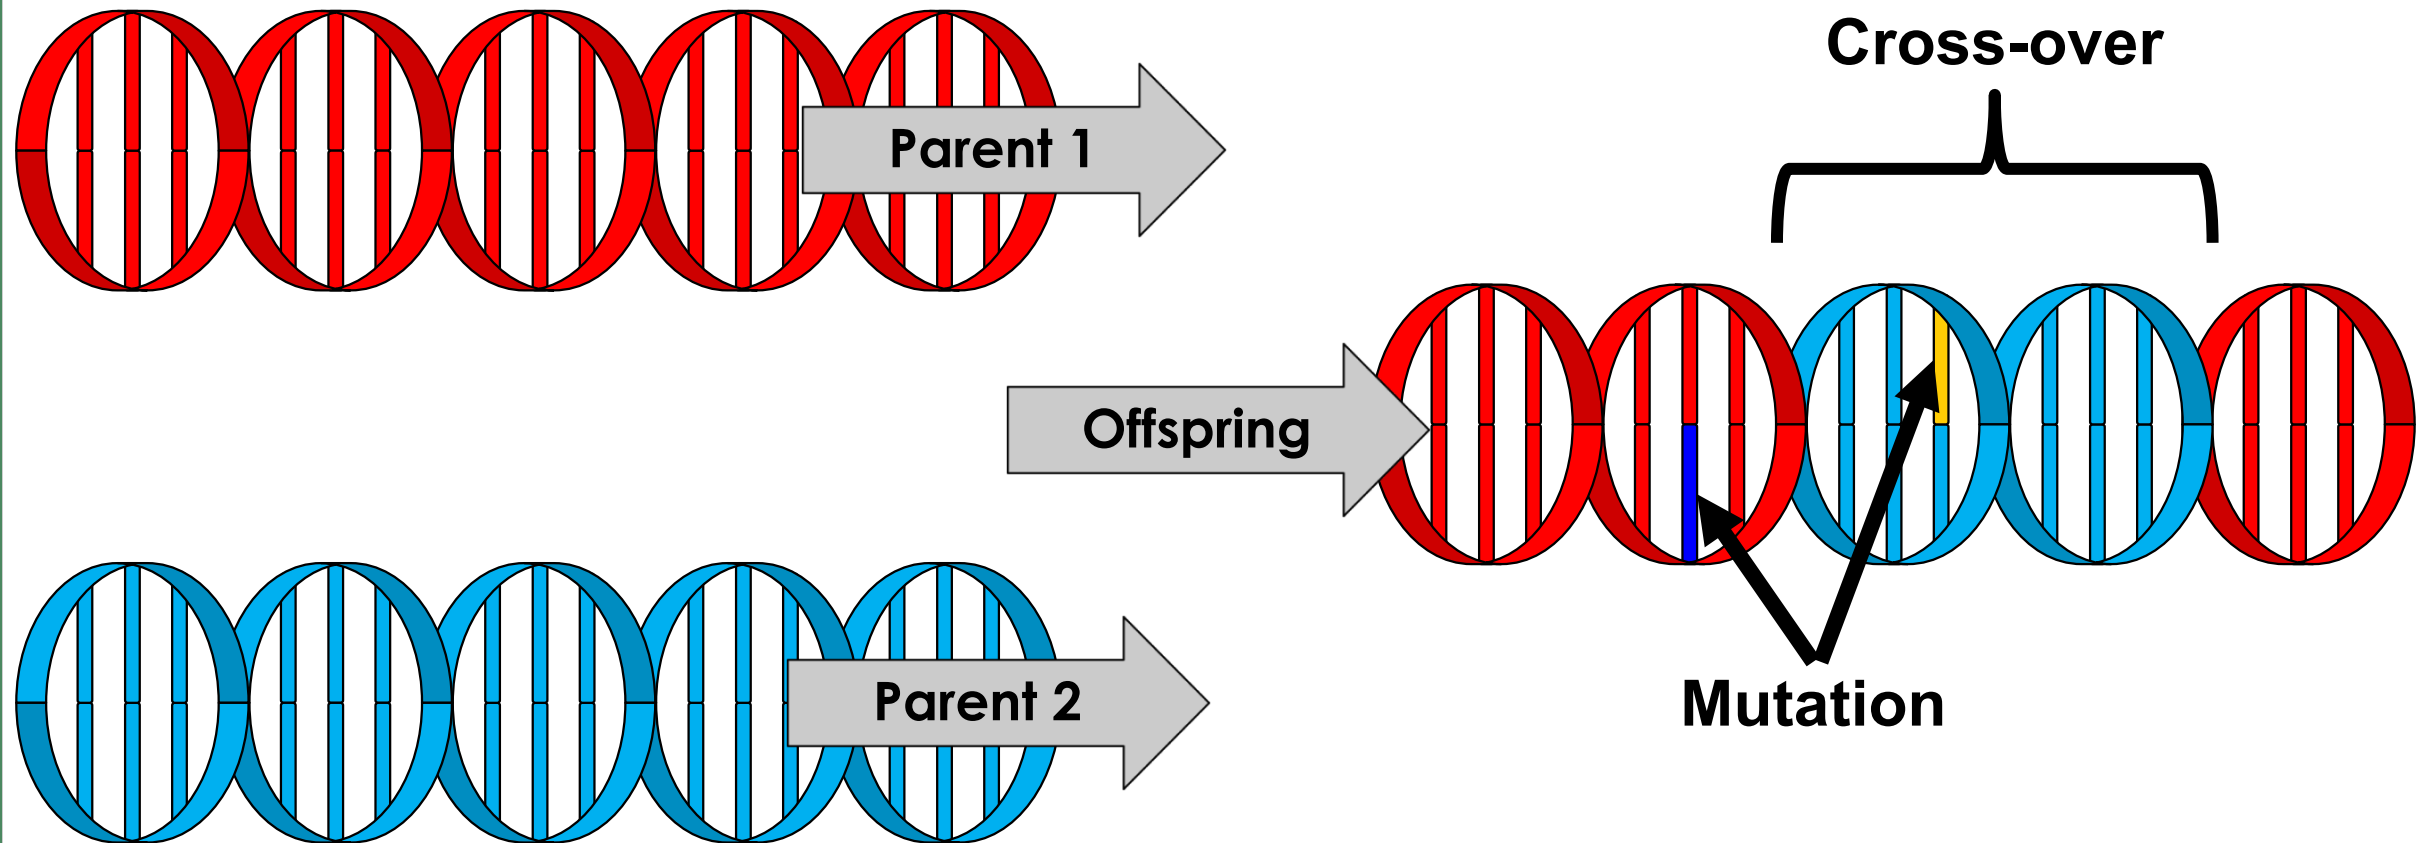 Cross-over
Parent 1
Offspring
Parent 2
Mutation